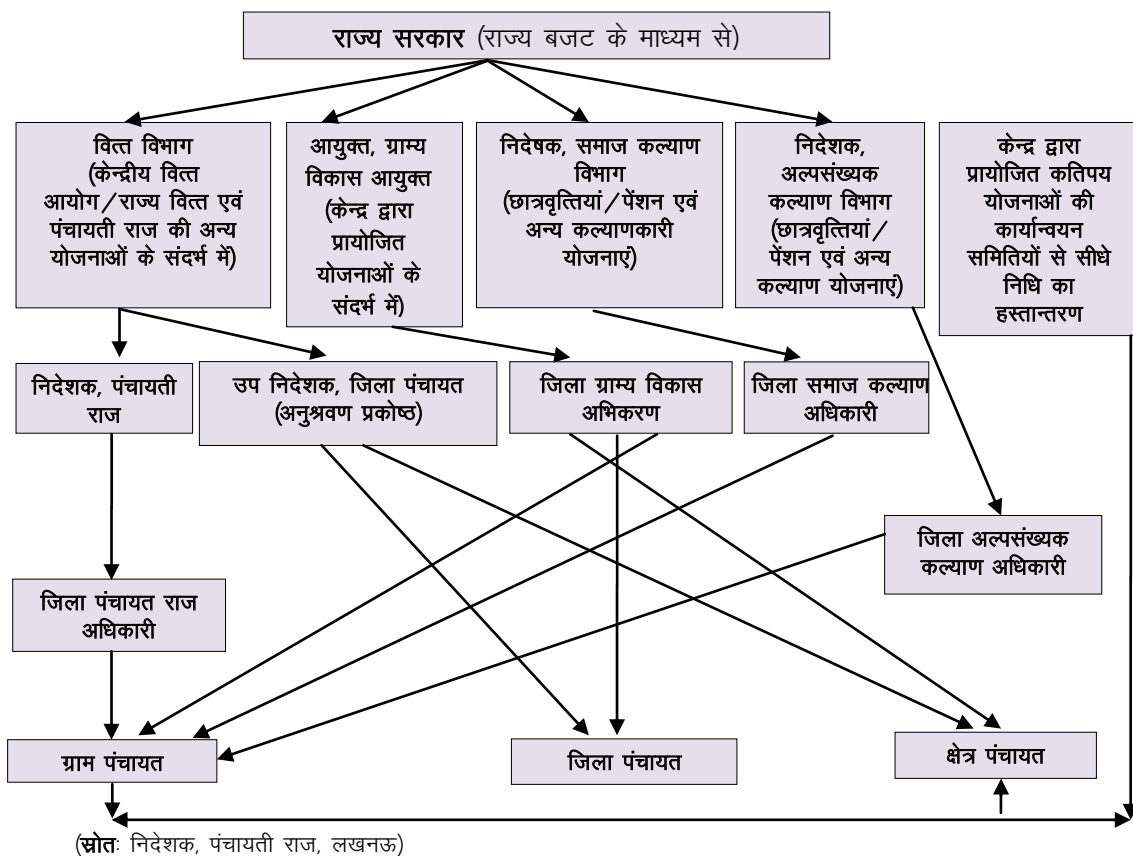 राज्य सरकार (राज्य बजट के माध्यम से)
वित्त विभाग
(केन्द्रीय वित्त
आयोग/राज्य वित्त एवं
पंचायती राज की अन्य
योजनाओं के संदर्भ में)
आयुक्त, ग्राम्य
विकास आयुक्त
(केन्द्र द्वारा
प्रायोजित
योजनाओं के
संदर्भ में)
निदेषक, समाज कल्याण
विभाग
(छात्रवृत्तियां/पेंशन एवं
अन्य कल्याणकारी
योजनाएं)
निदेशक,
अल्पसंख्यक
कल्याण विभाग
(छात्रवृत्तियां/
पेंशन एवं अन्य
कल्याण योजनाएं)
केन्द्र द्वारा
प्रायोजित कतिपय
योजनाओं की
कार्यान्वयन
समितियों से सीधे
निधि का
हस्तान्तरण
निदेशक, पंचायती
राज
उप निदेशक, जिला पंचायत
(अनुश्रवण प्रकोष्ठ)
जिला ग्राम्य विकास
अभिकरण
जिला समाज कल्याण
अधिकारी
जिला अल्पसंख्यक
कल्याण अधिकारी
जिला पंचायत राज
अधिकारी
ग्राम पंचायत
जिला पंचायत
क्षेत्र पंचायत
(स्रोतः निदेशक, पंचायती राज, लखनऊ)